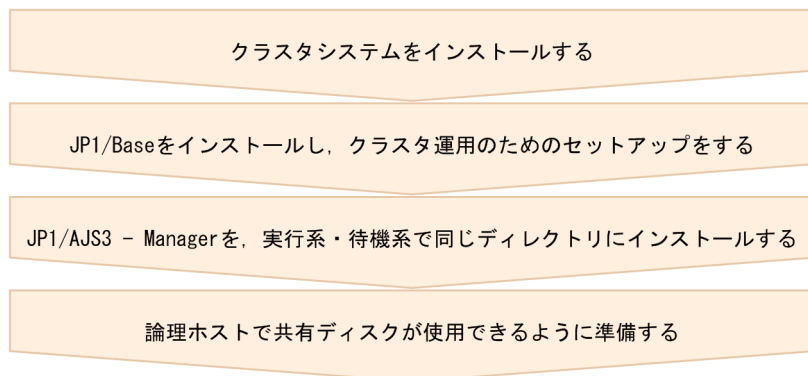 クラスタシステムをインストールする
JP1/Baseをインストールし，クラスタ運用のためのセットアップをする
JP1/AJS3 － Managerを，実行系・待機系で同じディレクトリにインストールする
論理ホストで共有ディスクが使用できるように準備する